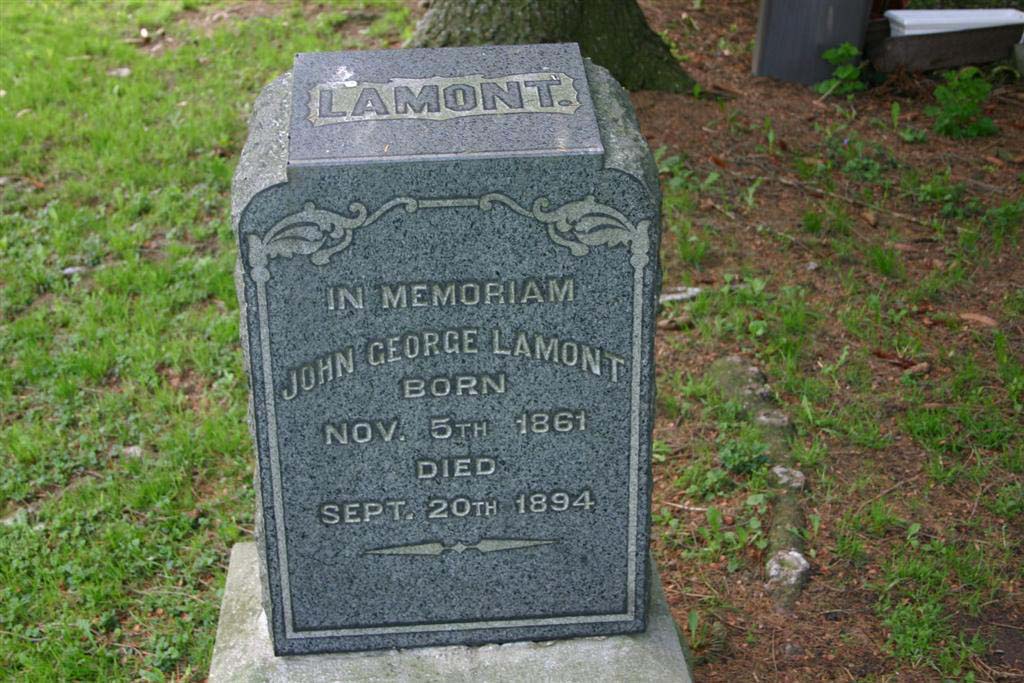 LAMONT.
IN MEMORIAM
JOHN GEORGE LAMONT
BORN
NOV. 5TH 1861
DIED
SEPT. 20TH 1894